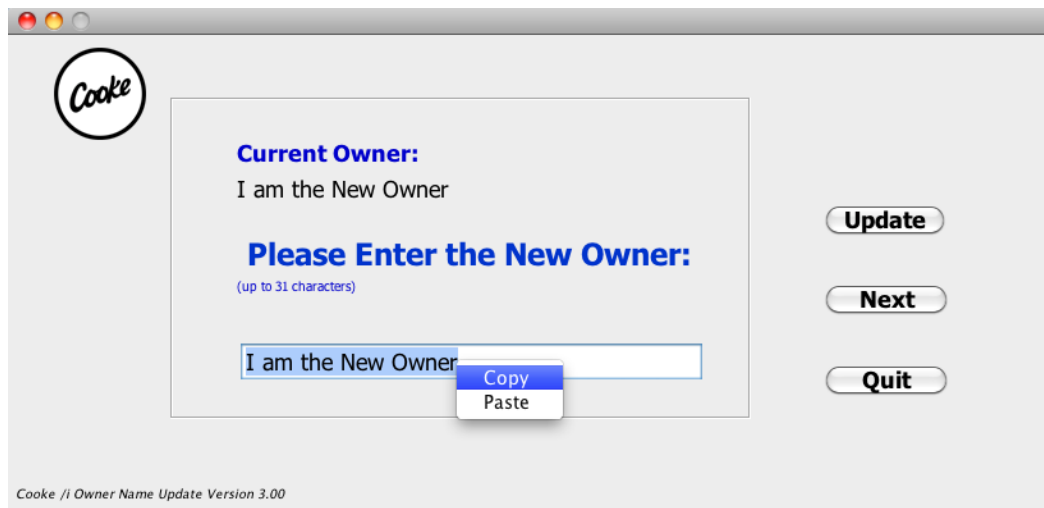 Cooke
Current Owner:
I am the New Owner
Please Enter the New Owner:
(up to 31 characters)
I am the New Owner
Copy
Paste
Update
Next
Quit
Cooke /i Owner Name Update Version 3.00